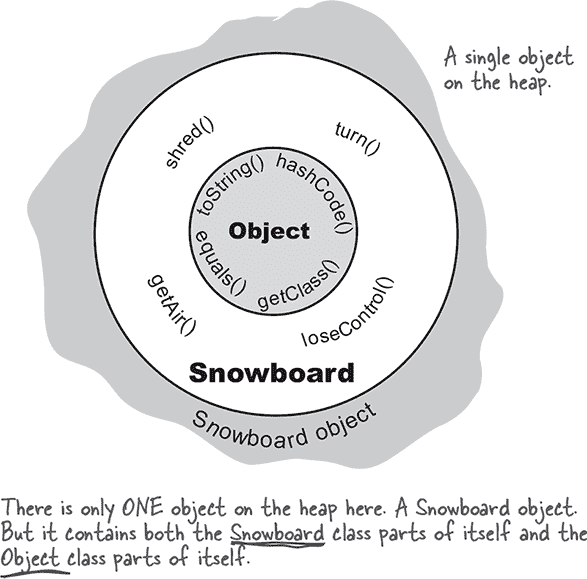 A single object
on the heap.
shred()
turn()
toString()
hashCode()
Object
equals()
getClass()
getAir()
loseControl()
Snowboard
Snowboard object
There is only ONE object on the heap here. A Snowboard object.
But it contains both the Snowboard class parts of itself and the
Object class parts of itself.